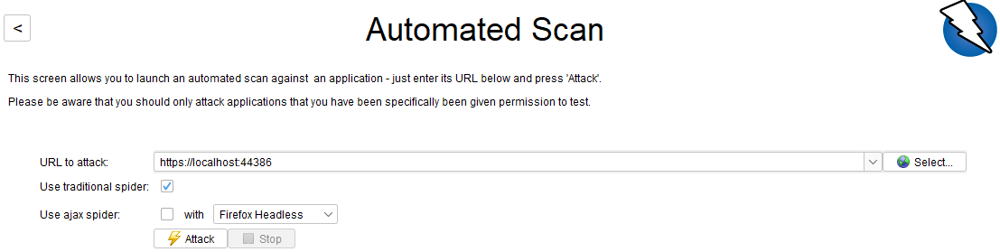 <
Automated Scan
This screen allows you to launch an automated scan against  an application - just enter its URL below and press 'Attack'.
Please be aware that you should only attack applications that you have been specifically been given permission to test.
URL to attack: https://localhost:44386 Select...
Use traditional spider:
Use ajax spider: with Firefox Headless
Attack Stop